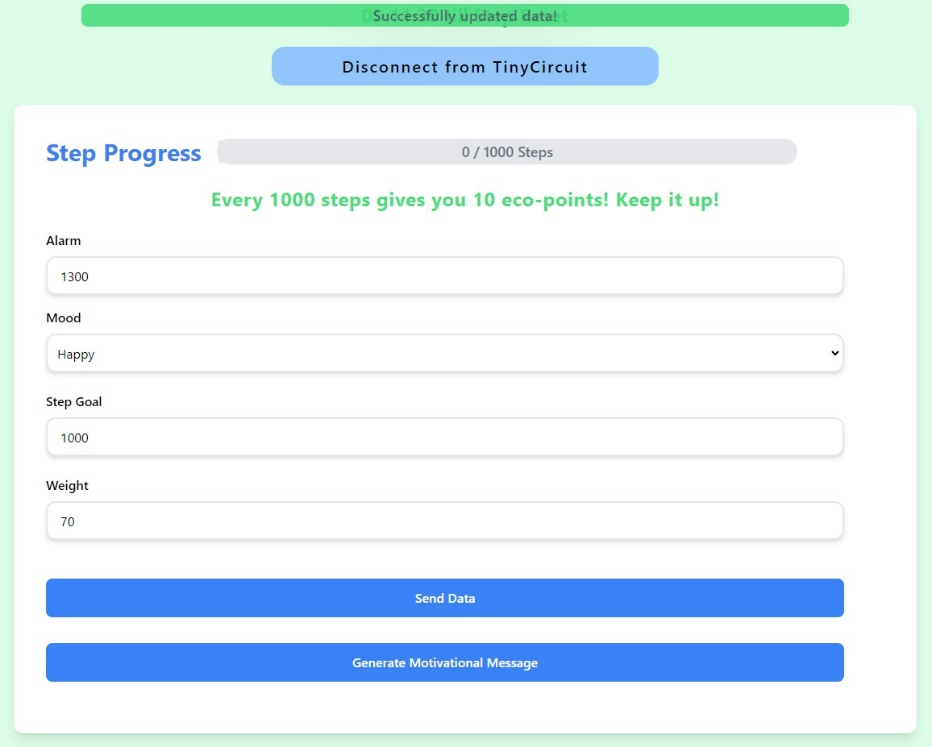 Successfully updated data!
Disconnect from TinyCircuit
Step Progress
0 / 1000 Steps
Every 1000 steps gives you 10 eco-points! Keep it up!
Alarm
1300
Mood
Happy
Step Goal
1000
Weight
70
Send Data
Generate Motivational Message